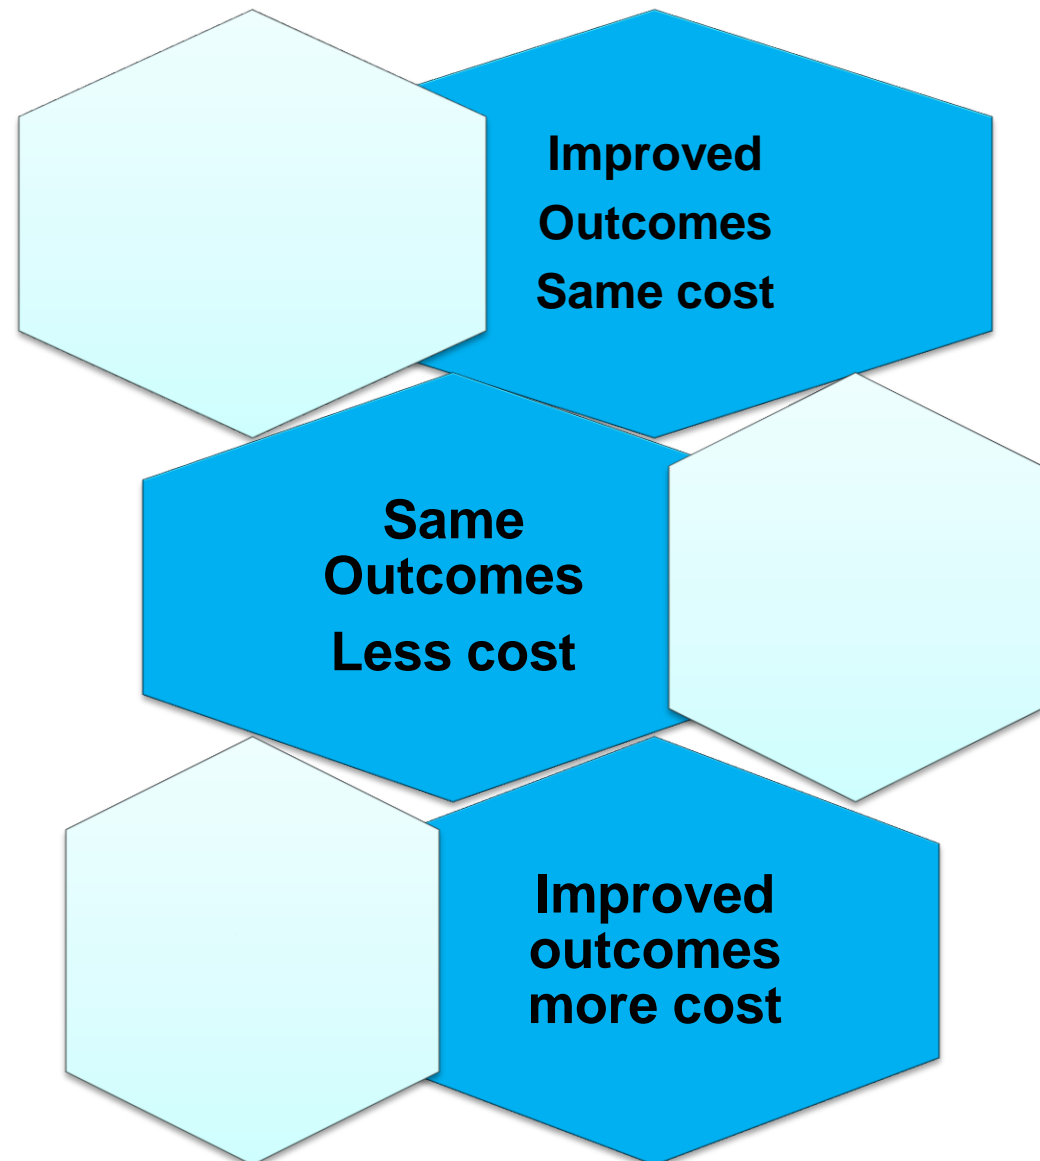 Improved
Outcomes
Same cost
Same
Outcomes
Less cost
Improved
outcomes
more cost